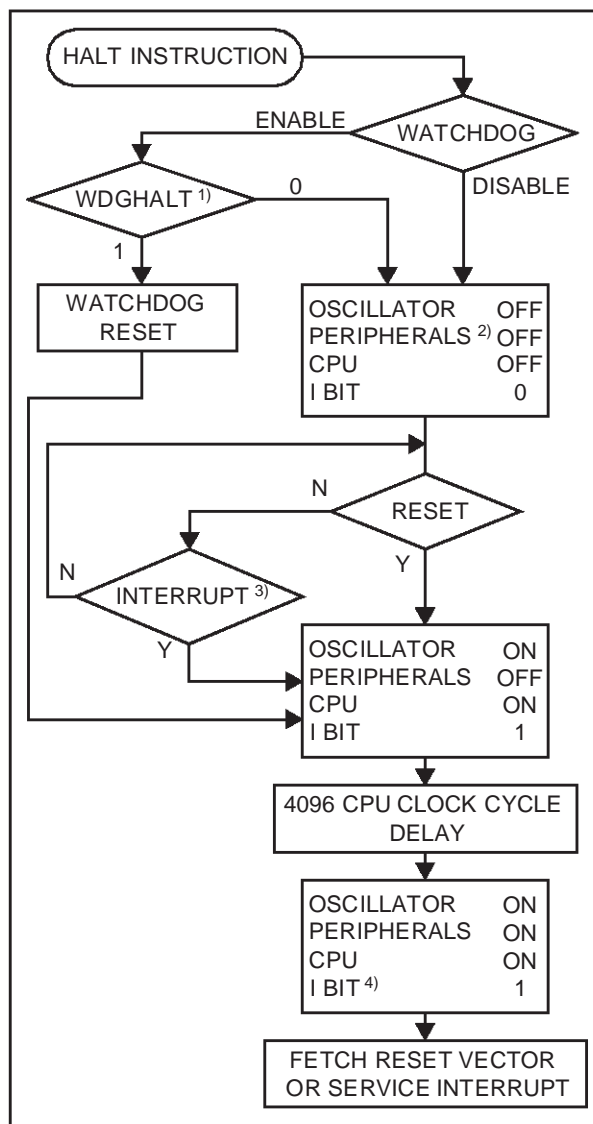 HALT INSTRUCTION
ENABLE
WATCHDOG
WDGHALT 1)
0
DISABLE
1
WATCHDOG
RESET
OSCILLATOR OFF
PERIPHERALS 2) OFF
CPU OFF
I BIT 0
N
RESET
N
INTERRUPT 3)
Y
Y
OSCILLATOR ON
PERIPHERALS OFF
CPU ON
I BIT 1
4096 CPU CLOCK CYCLE
DELAY
OSCILLATOR ON
PERIPHERALS ON
CPU ON
I BIT 4) 1
FETCH RESET VECTOR
OR SERVICE INTERRUPT